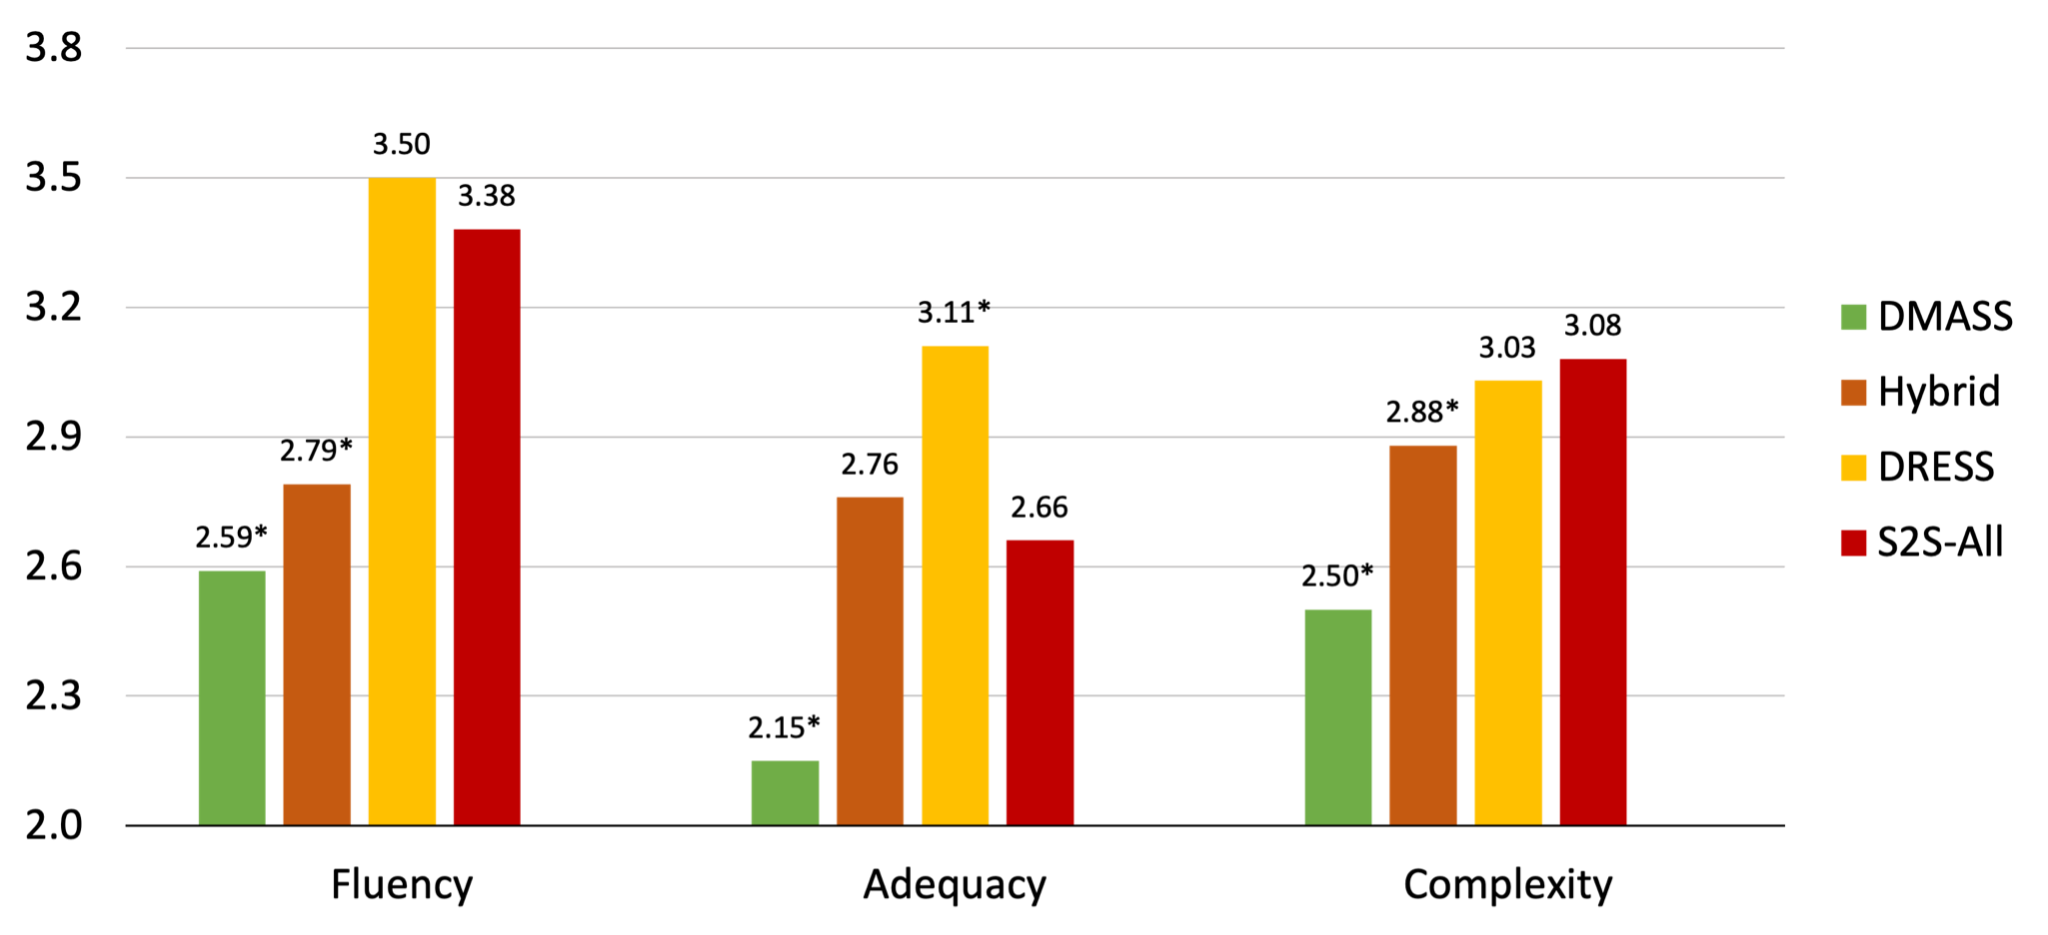 3.8
3.5
3.2
2.9
2.6
2.3
2.0
2.59*
2.79*
3.50
3.38
2.15*
2.76
3.11*
2.66
2.50*
2.88*
3.03
3.08
Fluency
Adequacy
Complexity
DMASS
Hybrid
DRESS
S2S-All